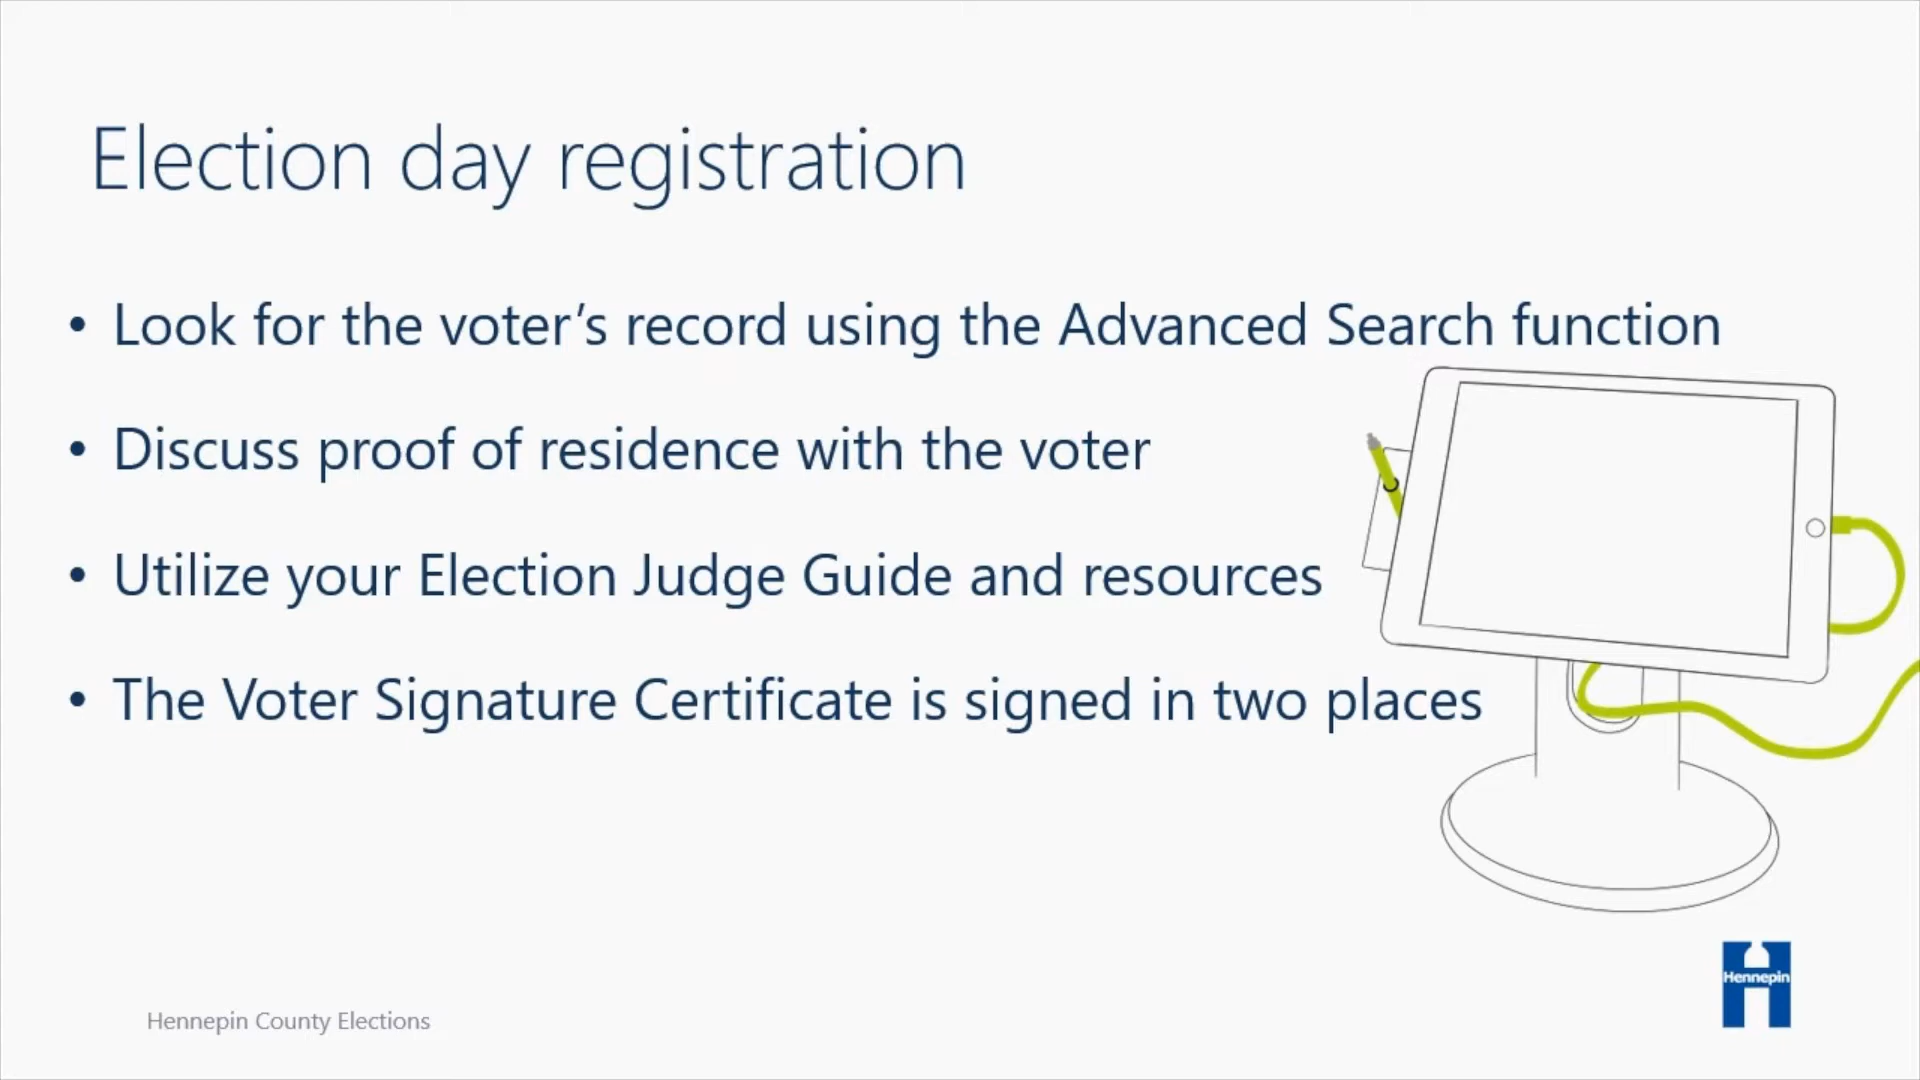 Election day registration
• Look for the voter’s record using the Advanced Search function
• Discuss proof of residence with the voter
• Utilize your Election Judge Guide and resources
• The Voter Signature Certificate is signed in two places
Hennepin
Hennepin County Elections